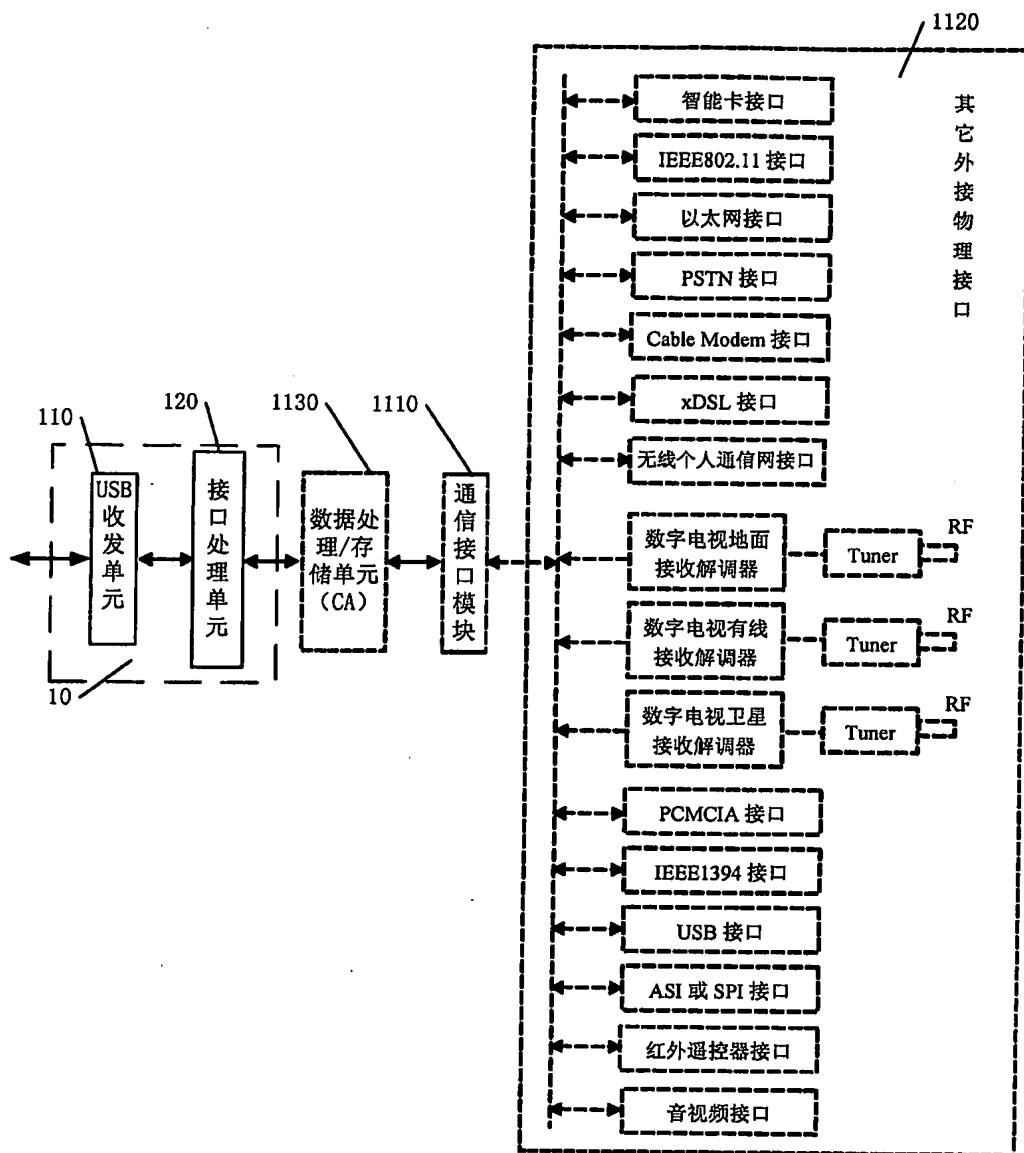 1120
其它外接物理接口
智能卡接口
IEEE802.11 接口
以太网接口
PSTN 接口
Cable Modem 接口
xDSL 接口
无线个人通信网接口
110
120
1130
1110
USB
收发单元
接口处理单元
数据处
理/存
储单元
(CA)
通信接口模块
10
数字电视地面
接收解调器
Tuner
RF
数字电视有线
接收解调器
Tuner
RF
数字电视卫星
接收解调器
Tuner
RF
PCMCIA 接口
IEEE1394 接口
USB 接口
ASI 或 SPI 接口
红外遥控器接口
音视频接口